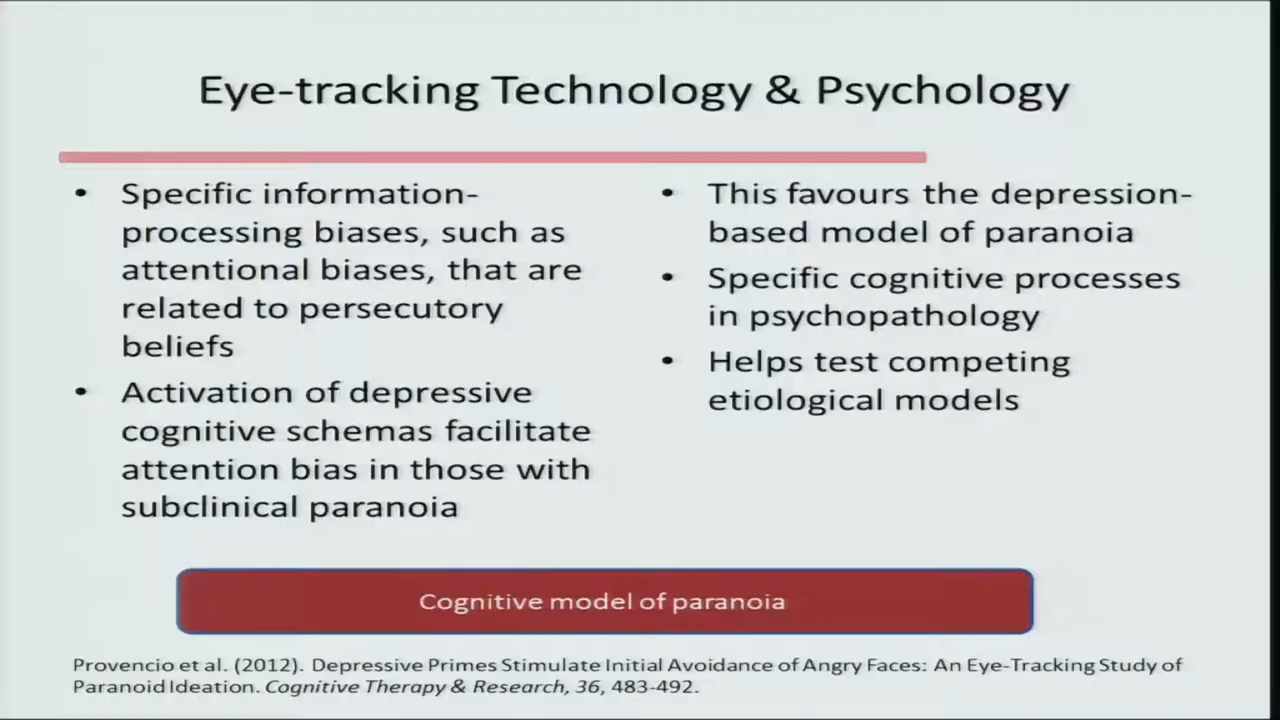 Eye-tracking Technology & Psychology
• Specific information-
processing biases, such as
attentional biases, that are
related to persecutory
beliefs
• Activation of depressive
cognitive schemas facilitate
attention bias in those with
subclinical paranoia
• This favours the depression-
based model of paranoia
• Specific cognitive processes
in psychopathology
• Helps test competing
etiological models
Cognitive model of paranoia
Provencio et al. (2012). Depressive Primes Stimulate Initial Avoidance of Angry Faces: An Eye-Tracking Study of
Paranoid Ideation. Cognitive Therapy & Research, 36, 483-492.